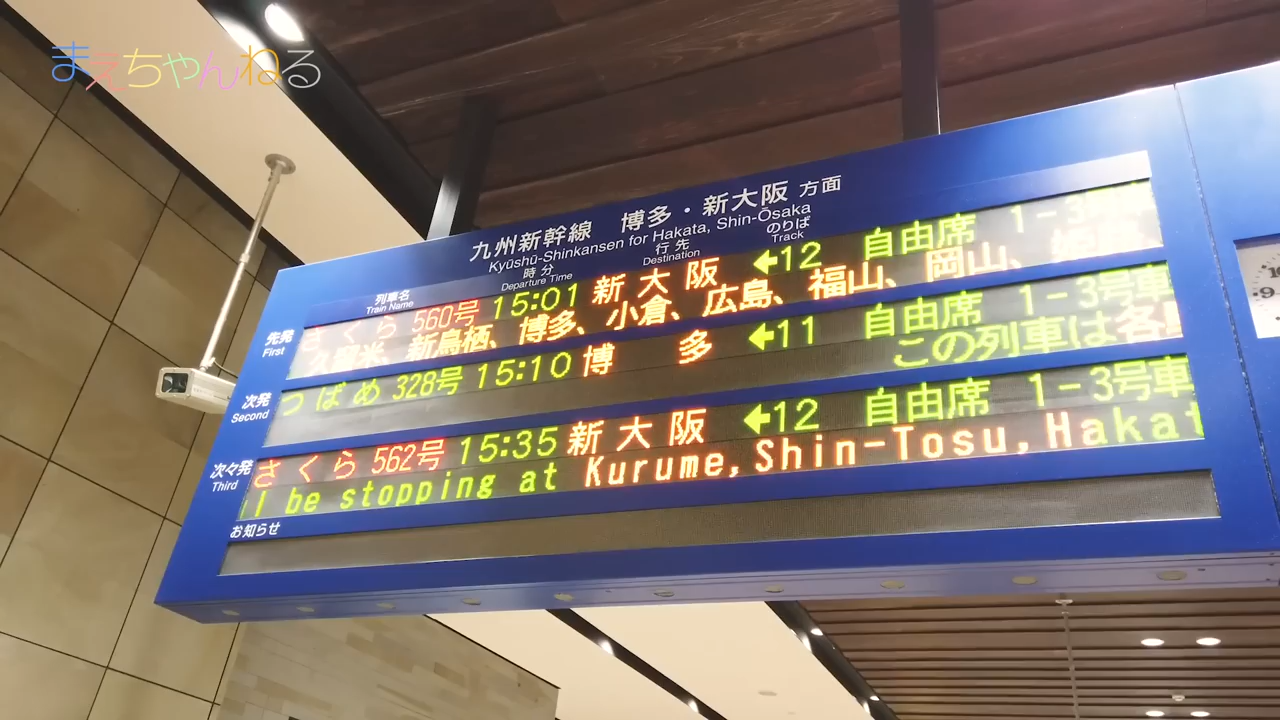 まえちゃんねる
九州新幹線 博多・新大阪 方面
Kyūshū-Shinkansen for Hakata, Shin-Ōsaka
列車名 時分 行先 のりば
Train Name Departure Time Destination Track
先発 さくら 560号 15:01 新大阪 ←12 自由席 1-3号車
First 久留米、新鳥栖、博多、小倉、広島、福山、岡山、
次発 つばめ 328号 15:10 博多 ←11 自由席 1-3号車
Second この列車は各
次々発 さくら 562号 15:35 新大阪 ←12 自由席 1-3号車
Third l be stopping at Kurume,Shin-Tosu,Hakat
お知らせ